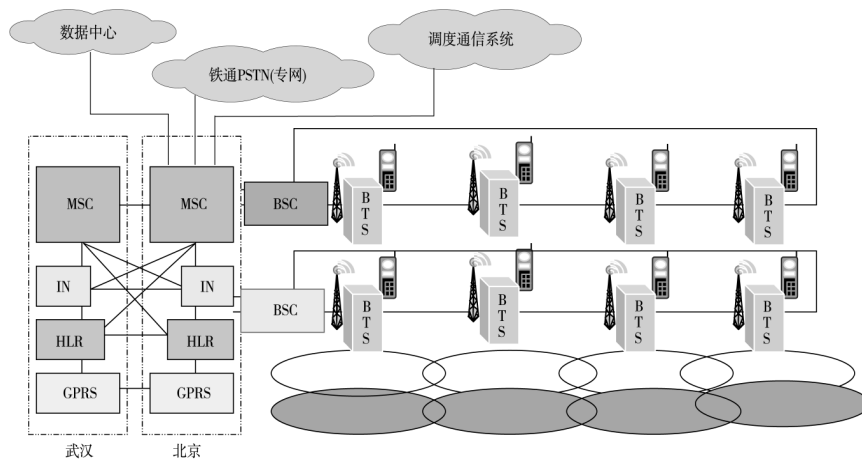 数据中心
调度通信系统
铁通PSTN(专网)
MSC
MSC
BSC
BTS
BTS
BTS
BTS
IN
IN
BSC
BTS
BTS
BTS
BTS
HLR
HLR
GPRS
GPRS
武汉
北京